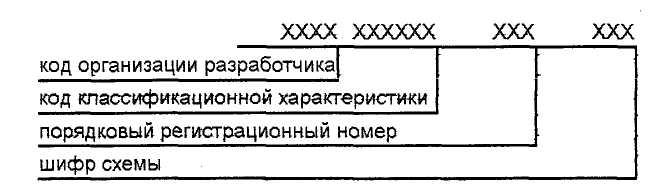 XXXX XXXXXX XXX XXX
код организации разработчика
код классификационной характеристики
порядковый регистрационный номер
шифр схемы